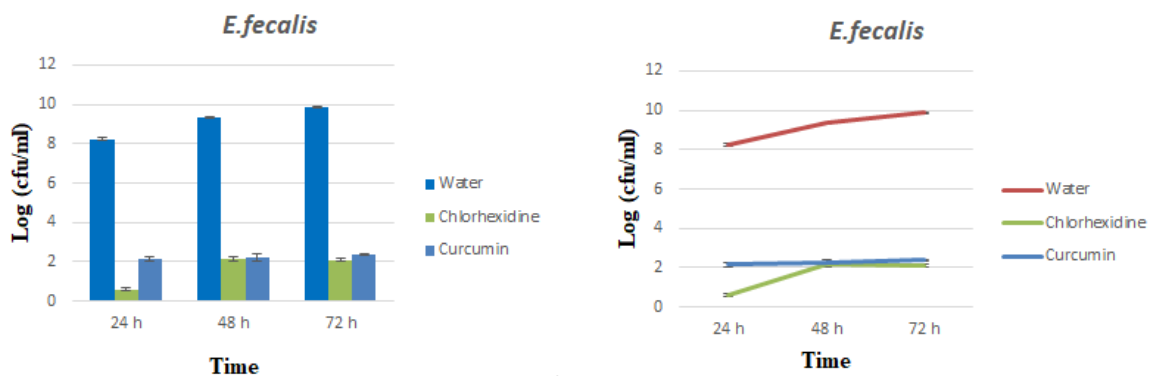 E.fecalis
12
10
8
6
4
2
0
Log (cfu/ml)
24 h 48 h 72 h
Time
Water
Chlorhexidine
Curcumin
E.fecalis
12
10
8
6
4
2
0
Log (cfu/ml)
24 h 48 h 72 h
Time
Water
Chlorhexidine
Curcumin